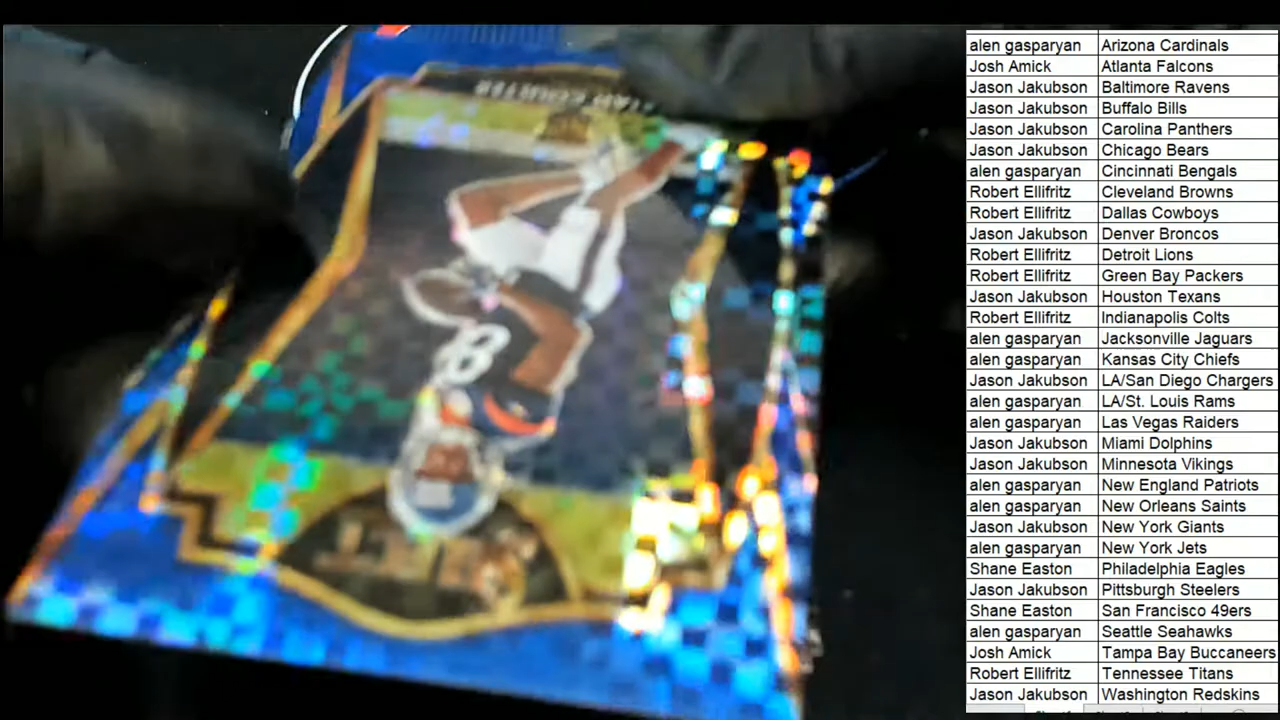 alen gasparyan Arizona Cardinals
Josh Amick Atlanta Falcons
Jason Jakubson Baltimore Ravens
Jason Jakubson Buffalo Bills
Jason Jakubson Carolina Panthers
Jason Jakubson Chicago Bears
alen gasparyan Cincinnati Bengals
Robert Ellifritz Cleveland Browns
Robert Ellifritz Dallas Cowboys
Jason Jakubson Denver Broncos
Robert Ellifritz Detroit Lions
Robert Ellifritz Green Bay Packers
Jason Jakubson Houston Texans
Robert Ellifritz Indianapolis Colts
alen gasparyan Jacksonville Jaguars
alen gasparyan Kansas City Chiefs
Jason Jakubson LA/San Diego Chargers
alen gasparyan LA/St. Louis Rams
alen gasparyan Las Vegas Raiders
Jason Jakubson Miami Dolphins
Jason Jakubson Minnesota Vikings
alen gasparyan New England Patriots
alen gasparyan New Orleans Saints
Jason Jakubson New York Giants
alen gasparyan New York Jets
Shane Easton Philadelphia Eagles
Jason Jakubson Pittsburgh Steelers
Shane Easton San Francisco 49ers
alen gasparyan Seattle Seahawks
Josh Amick Tampa Bay Buccaneers
Robert Ellifritz Tennessee Titans
Jason Jakubson Washington Redskins